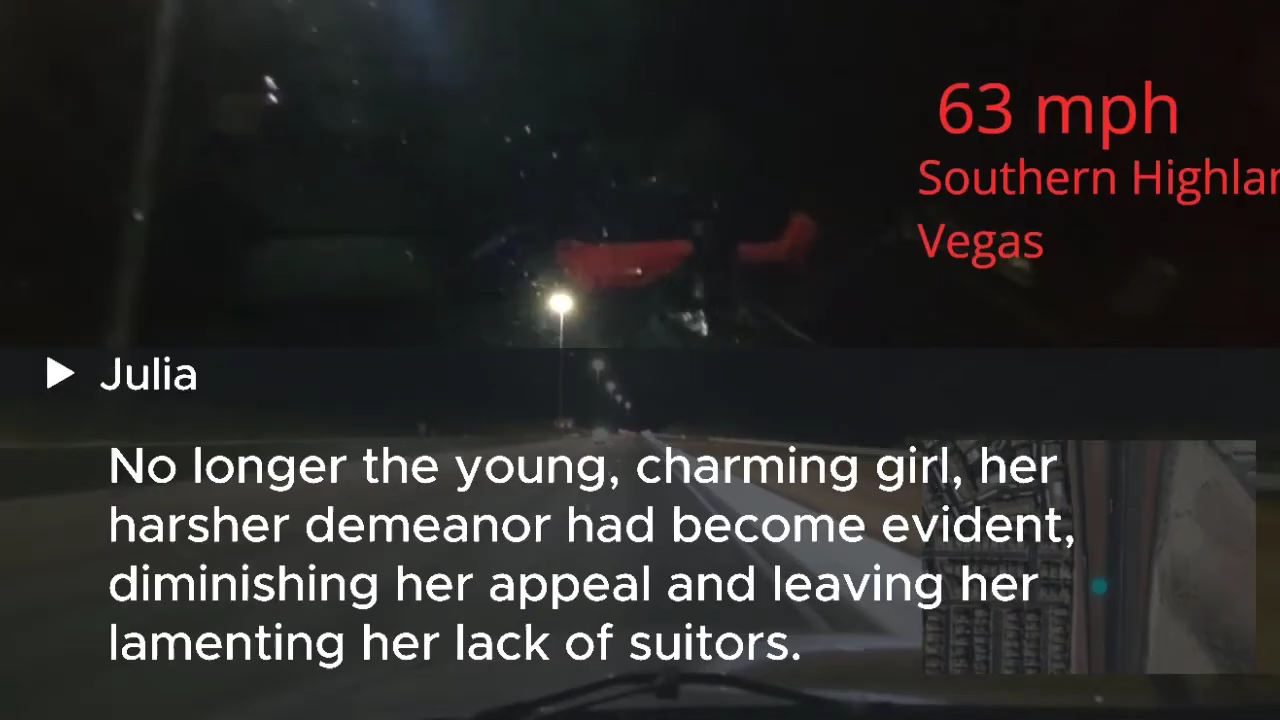 63 mph
Southern Highlan
Vegas
Julia
No longer the young, charming girl, her
harsher demeanor had become evident,
diminishing her appeal and leaving her
lamenting her lack of suitors.